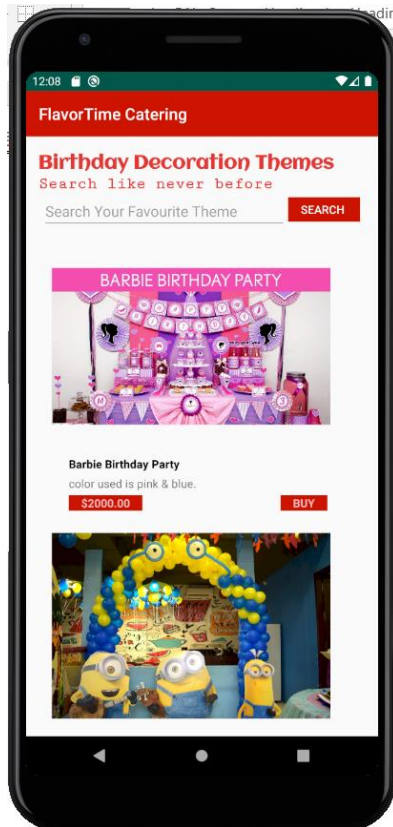 12:08
FlavorTime Catering
Birthday Decoration Themes
Search like never before
Search Your Favourite Theme
SEARCH
BARBIE BIRTHDAY PARTY
Barbie Birthday Party
color used is pink & blue.
$2000.00
BUY